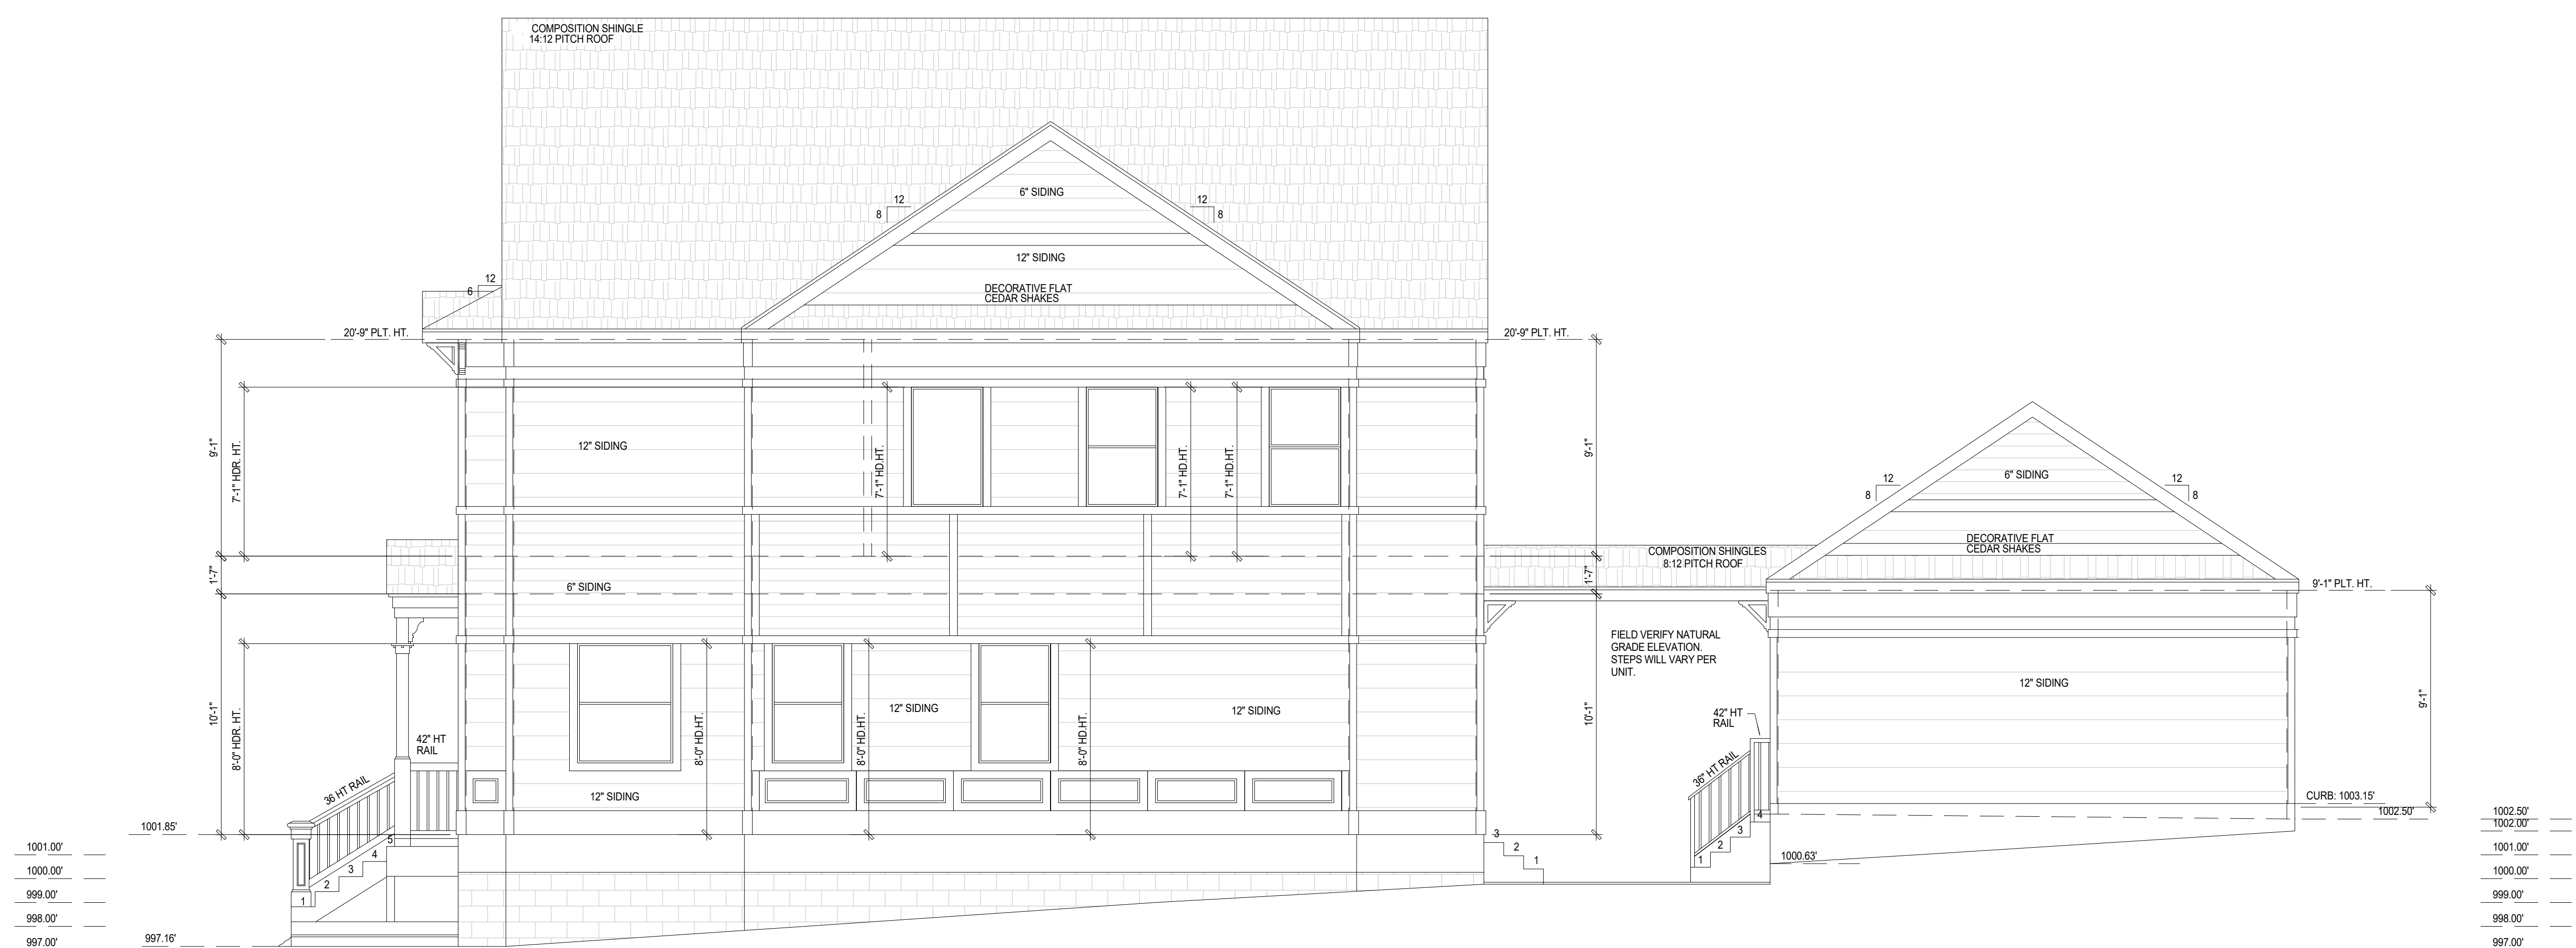 COMPOSITION SHINGLE
14:12 PITCH ROOF
6" SIDING
12
8
12
8
12" SIDING
DECORATIVE FLAT
CEDAR SHAKES
12
6
20'-9" PLT. HT.
20'-9" PLT. HT.
9'-1"
7'-1" HDR. HT.
12" SIDING
7'-1" HD.HT.
7'-1" HD.HT.
7'-1" HD.HT.
9'-1"
12
8
6" SIDING
12
8
DECORATIVE FLAT
CEDAR SHAKES
COMPOSITION SHINGLES
8:12 PITCH ROOF
1'-7"
6" SIDING
1'-7"
9'-1" PLT. HT.
FIELD VERIFY NATURAL
GRADE ELEVATION.
STEPS WILL VARY PER
UNIT.
10'-1"
8'-0" HDR. HT.
42" HT
RAIL
36 HT RAIL
8'-0" HD.HT.
8'-0" HD.HT.
12" SIDING
8'-0" HD.HT.
12" SIDING
10'-1"
42" HT
RAIL
36" HT RAIL
12" SIDING
9'-1"
12" SIDING
CURB: 1003.15'
1002.50'
1002.50'
1002.00'
1001.85'
1001.00'
1000.00'
999.00'
998.00'
997.00'
997.16'
1
2
3
4
5
3
2
1
1
2
3
4
1000.63'
1001.00'
1000.00'
999.00'
998.00'
997.00'